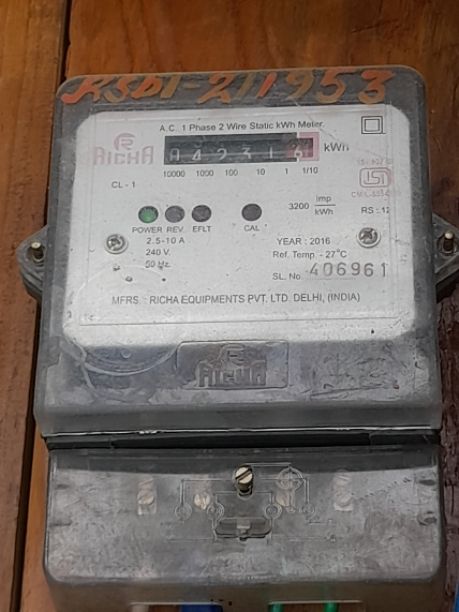 KSDT-211953
A.C. 1 Phase 2 Wire Static kWh Meter.
RICHA
kWh
10000 1000 100 10 1 1/10
CL - 1
3200 imp/kWh
RS : 12
POWER REV. EFLT CAL
2.5-10 A
240 V.
50 Hz.
YEAR : 2016
Ref. Temp. - 27°C
SL. No. 406961
MFRS. : RICHA EQUIPMENTS PVT. LTD. DELHI, (INDIA)
RICHA